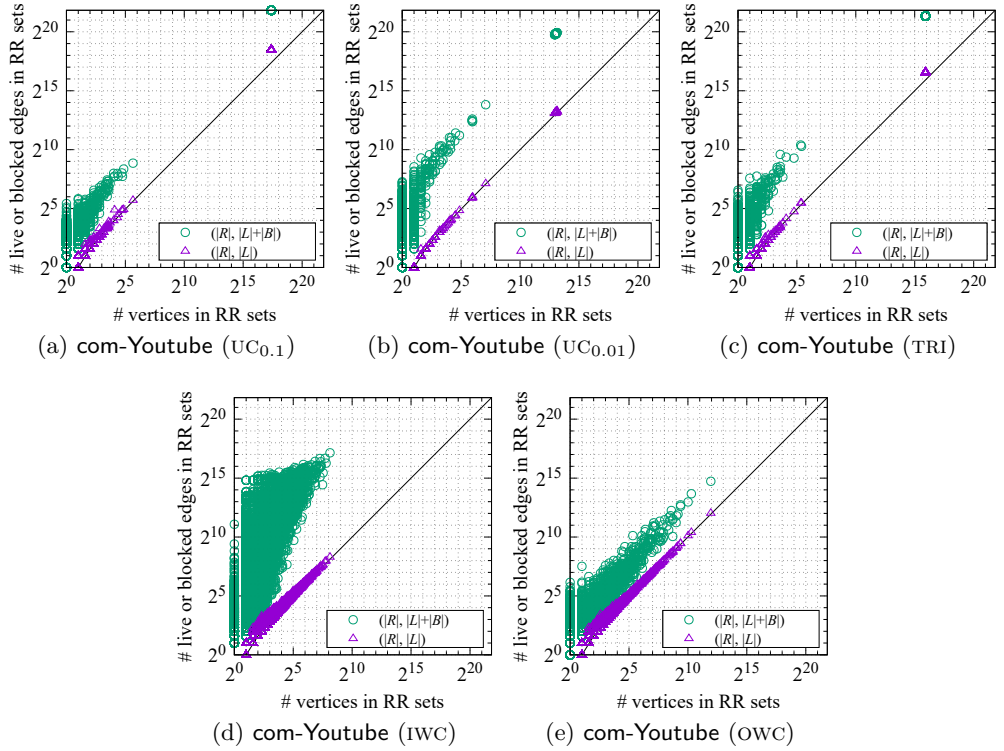 # live or blocked edges in RR sets
2^20
2^15
2^10
2^5
2^0
(|R|, |L|+|B|)
(|R|, |L|)
2^0 2^5 2^10 2^15 2^20
# vertices in RR sets
(a) com-Youtube (UC0.1)
# live or blocked edges in RR sets
2^20
2^15
2^10
2^5
2^0
(|R|, |L|+|B|)
(|R|, |L|)
2^0 2^5 2^10 2^15 2^20
# vertices in RR sets
(b) com-Youtube (UC0.01)
# live or blocked edges in RR sets
2^20
2^15
2^10
2^5
2^0
(|R|, |L|+|B|)
(|R|, |L|)
2^0 2^5 2^10 2^15 2^20
# vertices in RR sets
(c) com-Youtube (TRI)
# live or blocked edges in RR sets
2^20
2^15
2^10
2^5
2^0
(|R|, |L|+|B|)
(|R|, |L|)
2^0 2^5 2^10 2^15 2^20
# vertices in RR sets
(d) com-Youtube (IWC)
# live or blocked edges in RR sets
2^20
2^15
2^10
2^5
2^0
(|R|, |L|+|B|)
(|R|, |L|)
2^0 2^5 2^10 2^15 2^20
# vertices in RR sets
(e) com-Youtube (OWC)